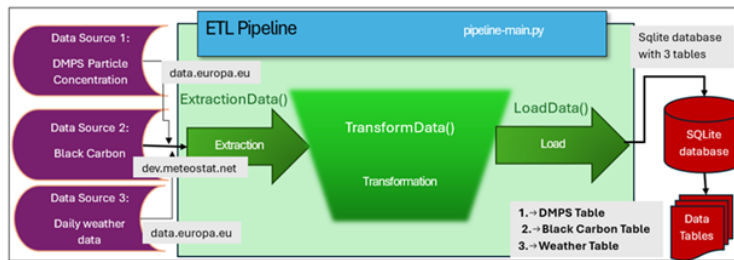 ETL Pipeline
pipeline-main.py
Data Source 1:
DMPS Particle
Concentration
data.europa.eu
Data Source 2:
Black Carbon
dev.meteostat.net
Data Source 3:
Daily weather
data
data.europa.eu
ExtractionData()
Extraction
TransformData()
Transformation
LoadData()
Load
1.→DMPS Table
2.→Black Carbon Table
3.→Weather Table
Sqlite database
with 3 tables
SQLite
database
Data
Tables